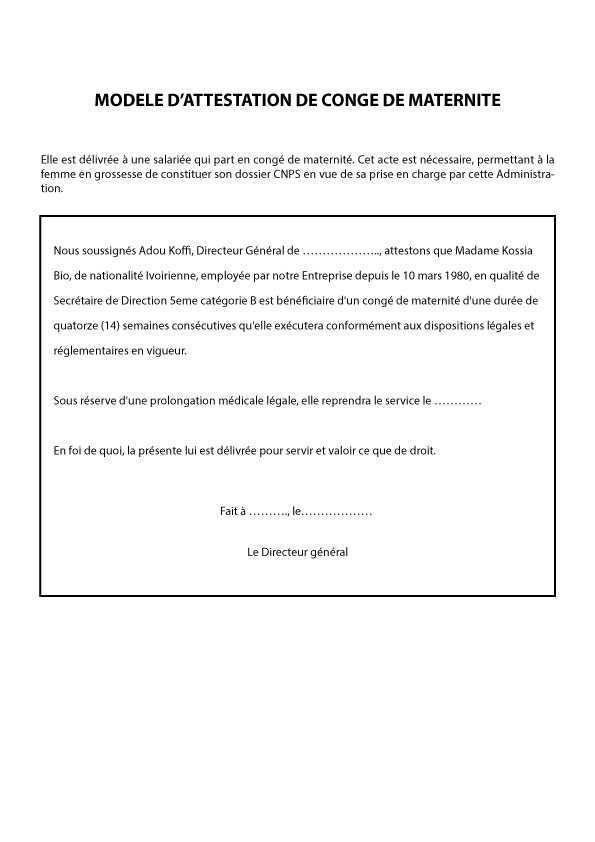 MODELE D’ATTESTATION DE CONGE DE MATERNITE
Elle est délivrée à une salariée qui part en congé de maternité. Cet acte est nécessaire, permettant à la
femme en grossesse de constituer son dossier CNPS en vue de sa prise en charge par cette Administra-
tion.
Nous soussignés Adou Koffi, Directeur Général de ……………….., attestons que Madame Kossia
Bio, de nationalité Ivoirienne, employée par notre Entreprise depuis le 10 mars 1980, en qualité de
Secrétaire de Direction 5eme catégorie B est bénéficiaire d'un congé de maternité d'une durée de
quatorze (14) semaines consécutives qu'elle exécutera conformément aux dispositions légales et
réglementaires en vigueur.
Sous réserve d'une prolongation médicale légale, elle reprendra le service le …………
En foi de quoi, la présente lui est délivrée pour servir et valoir ce que de droit.
Fait à ………., le………………
Le Directeur général